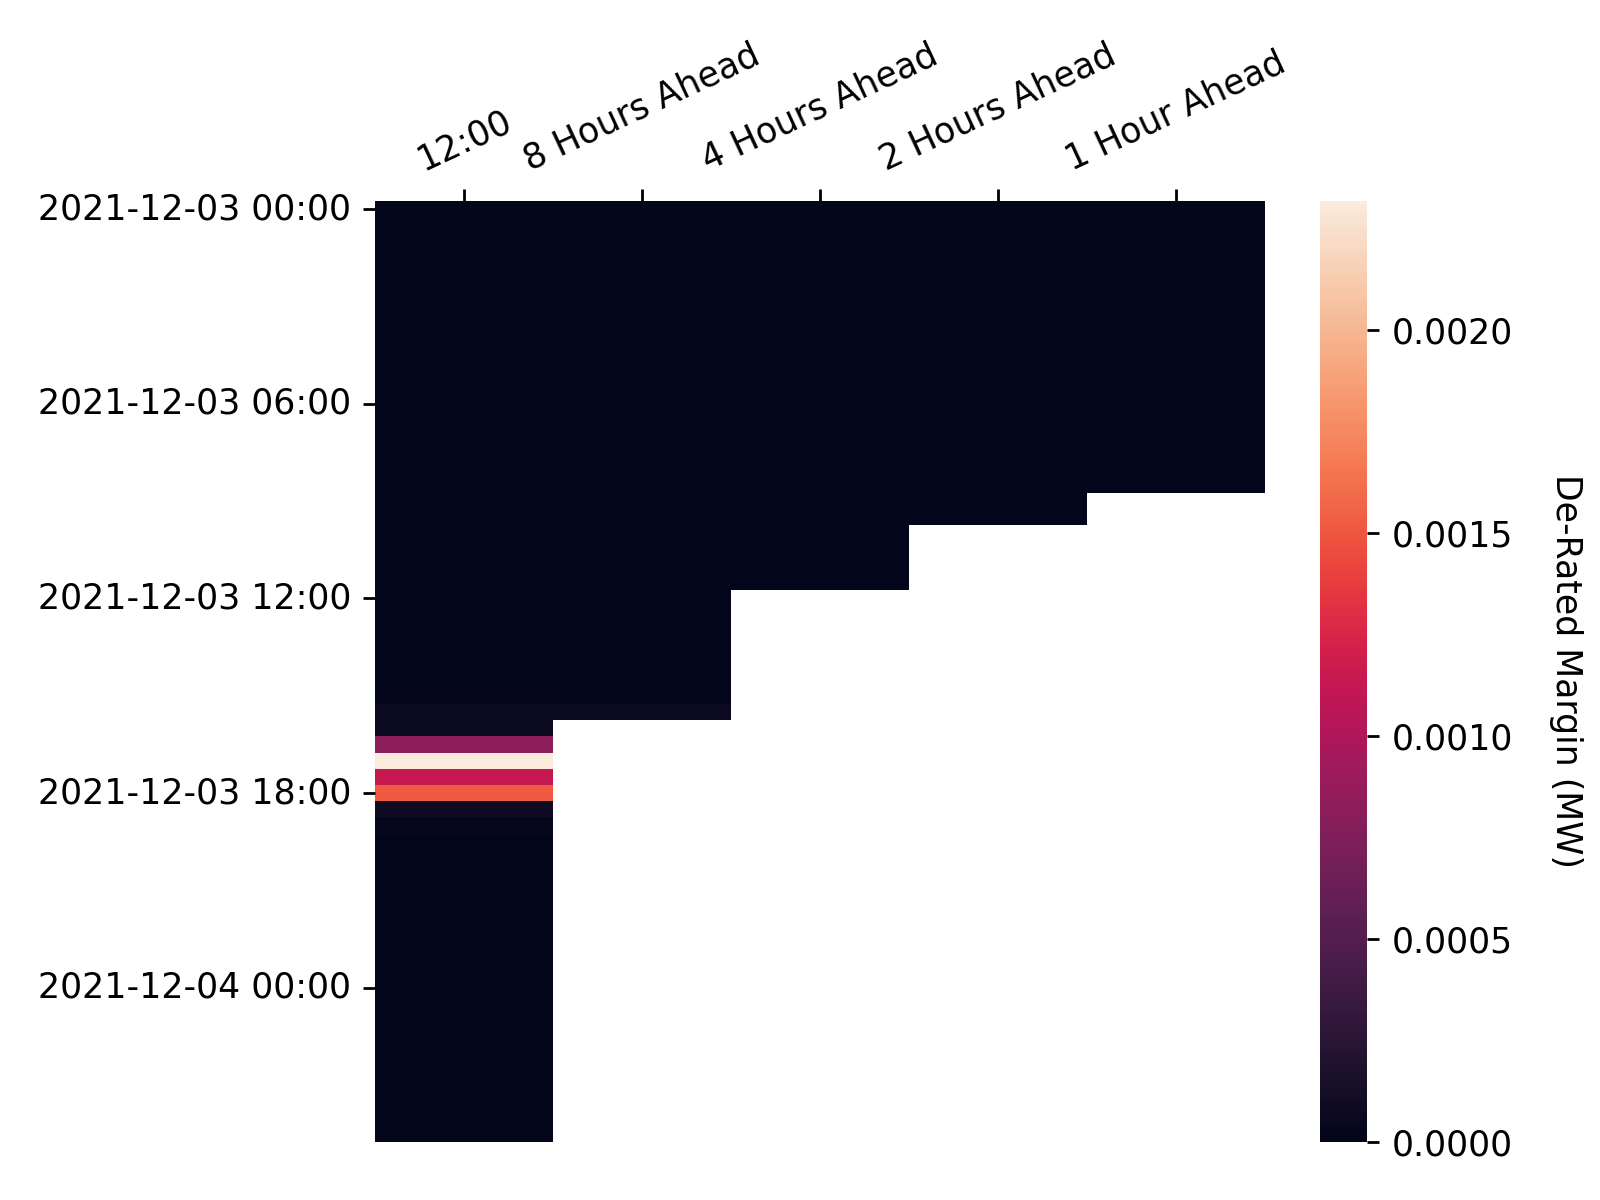 12:00
8 Hours Ahead
4 Hours Ahead
2 Hours Ahead
1 Hour Ahead
2021-12-03 00:00
2021-12-03 06:00
2021-12-03 12:00
2021-12-03 18:00
2021-12-04 00:00
0.0020
0.0015
0.0010
0.0005
0.0000
De-Rated Margin (MW)